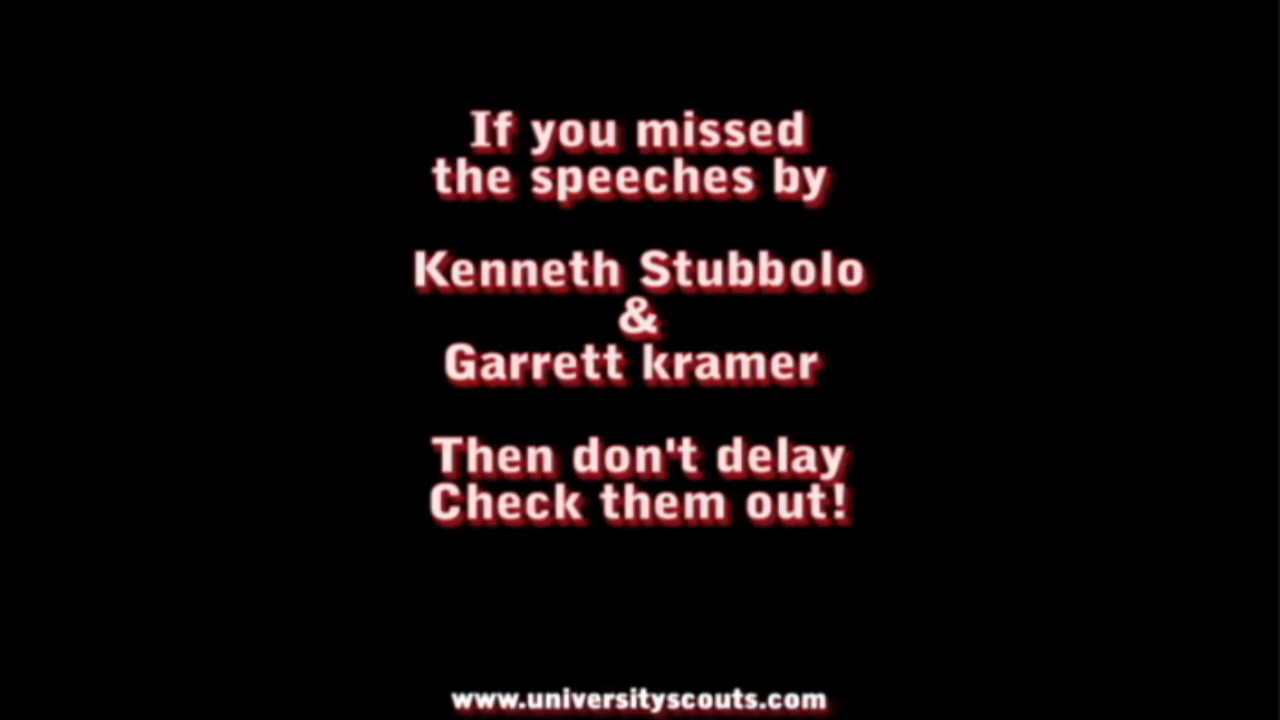 If you missed
the speeches by
Kenneth Stubbolo
&
Garrett kramer
Then don't delay
Check them out!
www.universityscouts.com